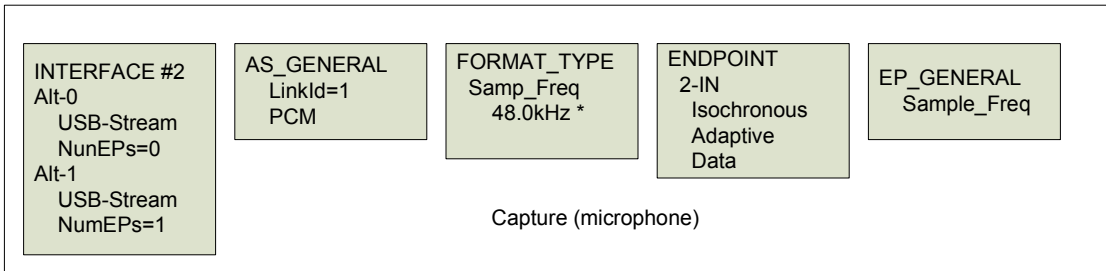 INTERFACE #2
Alt-0
USB-Stream
NunEPs=0
Alt-1
USB-Stream
NumEPs=1
AS_GENERAL
LinkId=1
PCM
FORMAT_TYPE
Samp_Freq
48.0kHz *
ENDPOINT
2-IN
Isochronous
Adaptive
Data
EP_GENERAL
Sample_Freq
Capture (microphone)